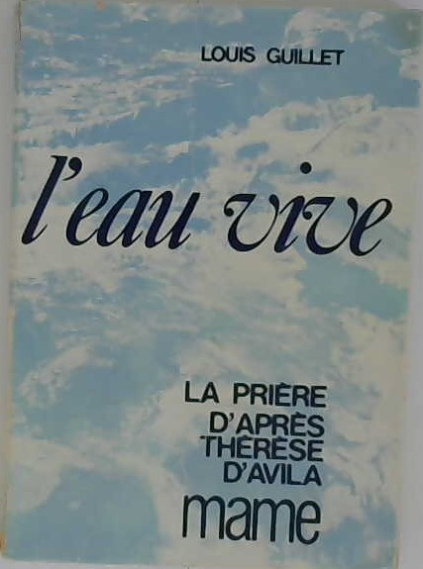 LOUIS GUILLET
l'eau vive
LA PRIÈRE
D'APRÈS
THÉRÈSE
D'AVILA
mame